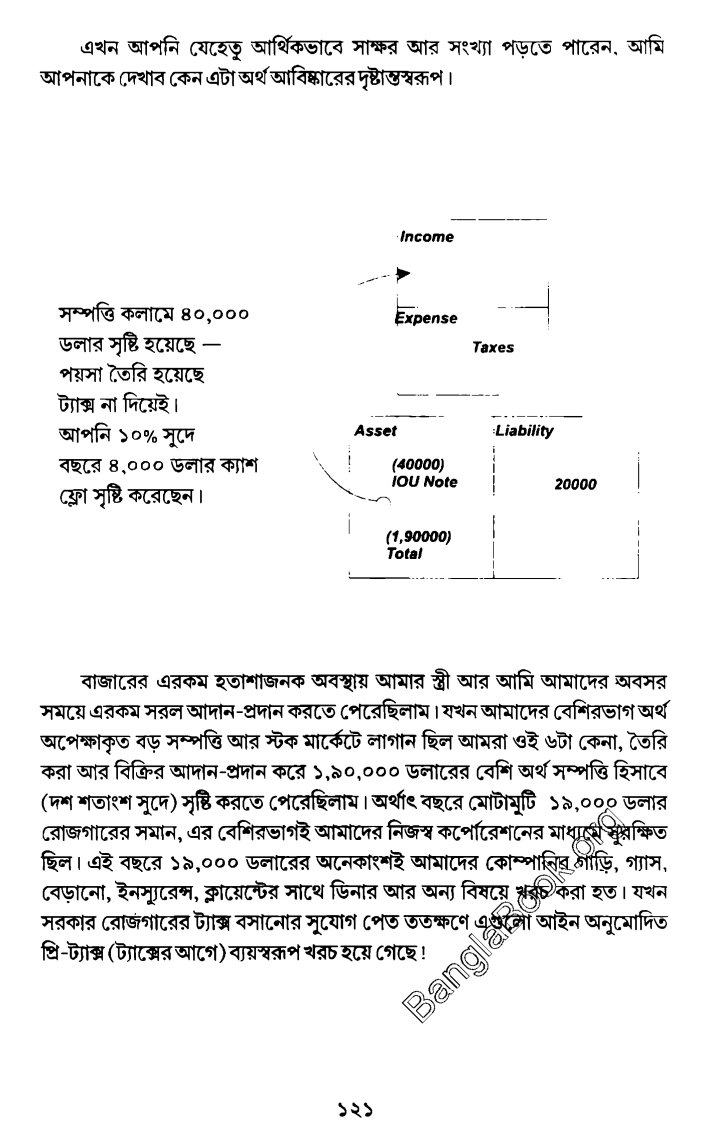 এখন আপনি যেহেতু আর্থিকভাবে সাক্ষর আর সংখ্যা পড়তে পারেন, আমি
আপনাকে দেখাব কেন এটা অর্থ আবিষ্কারের দৃষ্টান্তস্বরূপ।
Income
Expense
Taxes
সম্পত্তি কলামে ৪০,০০০
ডলার সৃষ্টি হয়েছে —
পয়সা তৈরি হয়েছে
ট্যাক্স না দিয়েই।
আপনি ১০% সুদে
বছরে ৪,০০০ ডলার ক্যাশ
ফ্লো সৃষ্টি করেছেন।
Asset
Liability
(40000)
IOU Note
20000
(1,90000)
Total
বাজারের এরকম হতাশাজনক অবস্থায় আমার স্ত্রী আর আমি আমাদের অবসর
সময়ে এরকম সরল আদান-প্রদান করতে পেরেছিলাম। যখন আমাদের বেশিরভাগ অর্থ
অপেক্ষাকৃত বড় সম্পত্তি আর স্টক মার্কেটে লাগান ছিল আমরা ওই ৬টা কেনা, তৈরি
করা আর বিক্রির আদান-প্রদান করে ১,৯০,০০০ ডলারের বেশি অর্থ সম্পত্তি হিসাবে
(দশ শতাংশ সুদে) সৃষ্টি করতে পেরেছিলাম। অর্থাৎ বছরে মোটামুটি ১৯,০০০ ডলার
রোজগারের সমান, এর বেশিরভাগই আমাদের নিজস্ব কর্পোরেশনের মাধ্যমে সুরক্ষিত
ছিল। এই বছরে ১৯,০০০ ডলারের অনেকাংশই আমাদের কোম্পানির গাড়ি, গ্যাস,
বেড়ানো, ইনস্যুরেন্স, ক্লায়েন্টের সাথে ডিনার আর অন্য বিষয়ে খরচ করা হত। যখন
সরকার রোজগারের ট্যাক্স বসানোর সুযোগ পেত ততক্ষণে এগুলো আইন অনুমোদিত
প্রি-ট্যাক্স (ট্যাক্সের আগে) ব্যয়স্বরূপ খরচ হয়ে গেছে!
BanglaBook.org
১২১